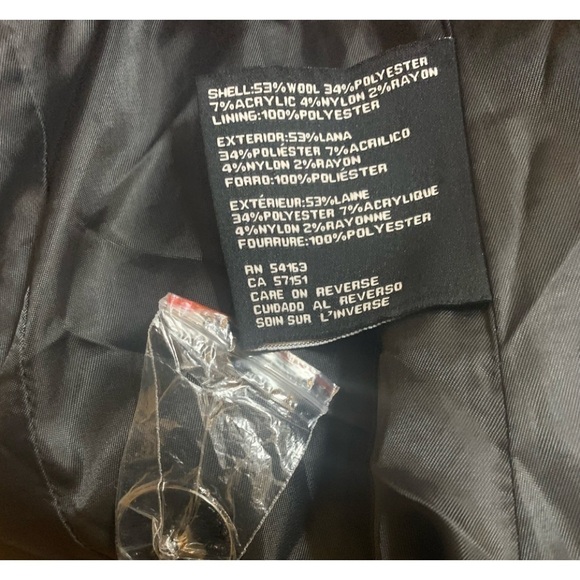 SHELL:53%WOOL 34%POLYESTER
7%ACRYLIC 4%NYLON 2%RAYON
LINING:100%POLYESTER
EXTERIOR:53%LANA
34%POLIÉSTER 7%ACRILICO
4%NYLON 2%RAYON
FORRO:100%POLIÉSTER
EXTÉRIEUR:53%LAINE
34%POLYESTER 7%ACRYLIQUE
4%NYLON 2%RAYONNE
FOURRURE:100%POLYESTER
RN 54163
CA 57151
CARE ON REVERSE
CUIDADO AL REVERSO
SOIN SUR L'INVERSE